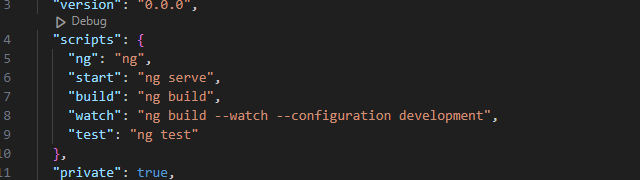 3 "version": "0.0.0",
Debug
4 "scripts": {
5 "ng": "ng",
6 "start": "ng serve",
7 "build": "ng build",
8 "watch": "ng build --watch --configuration development",
9 "test": "ng test"
10 },
11 "private": true,